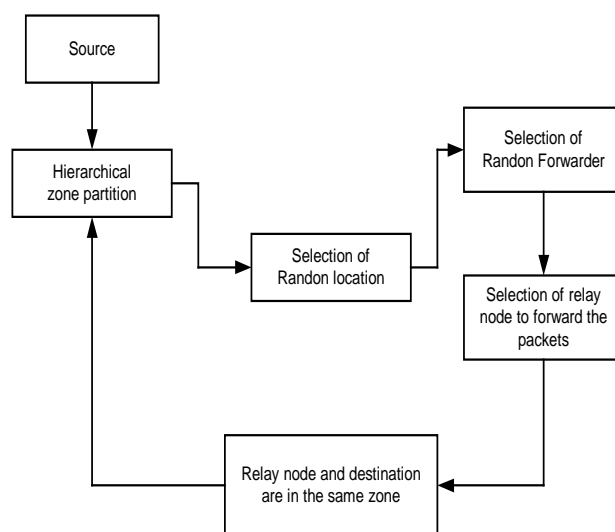 Source
Hierarchical
zone partition
Selection of
Randon location
Selection of
Randon Forwarder
Selection of relay
node to forward the
packets
Relay node and destination
are in the same zone